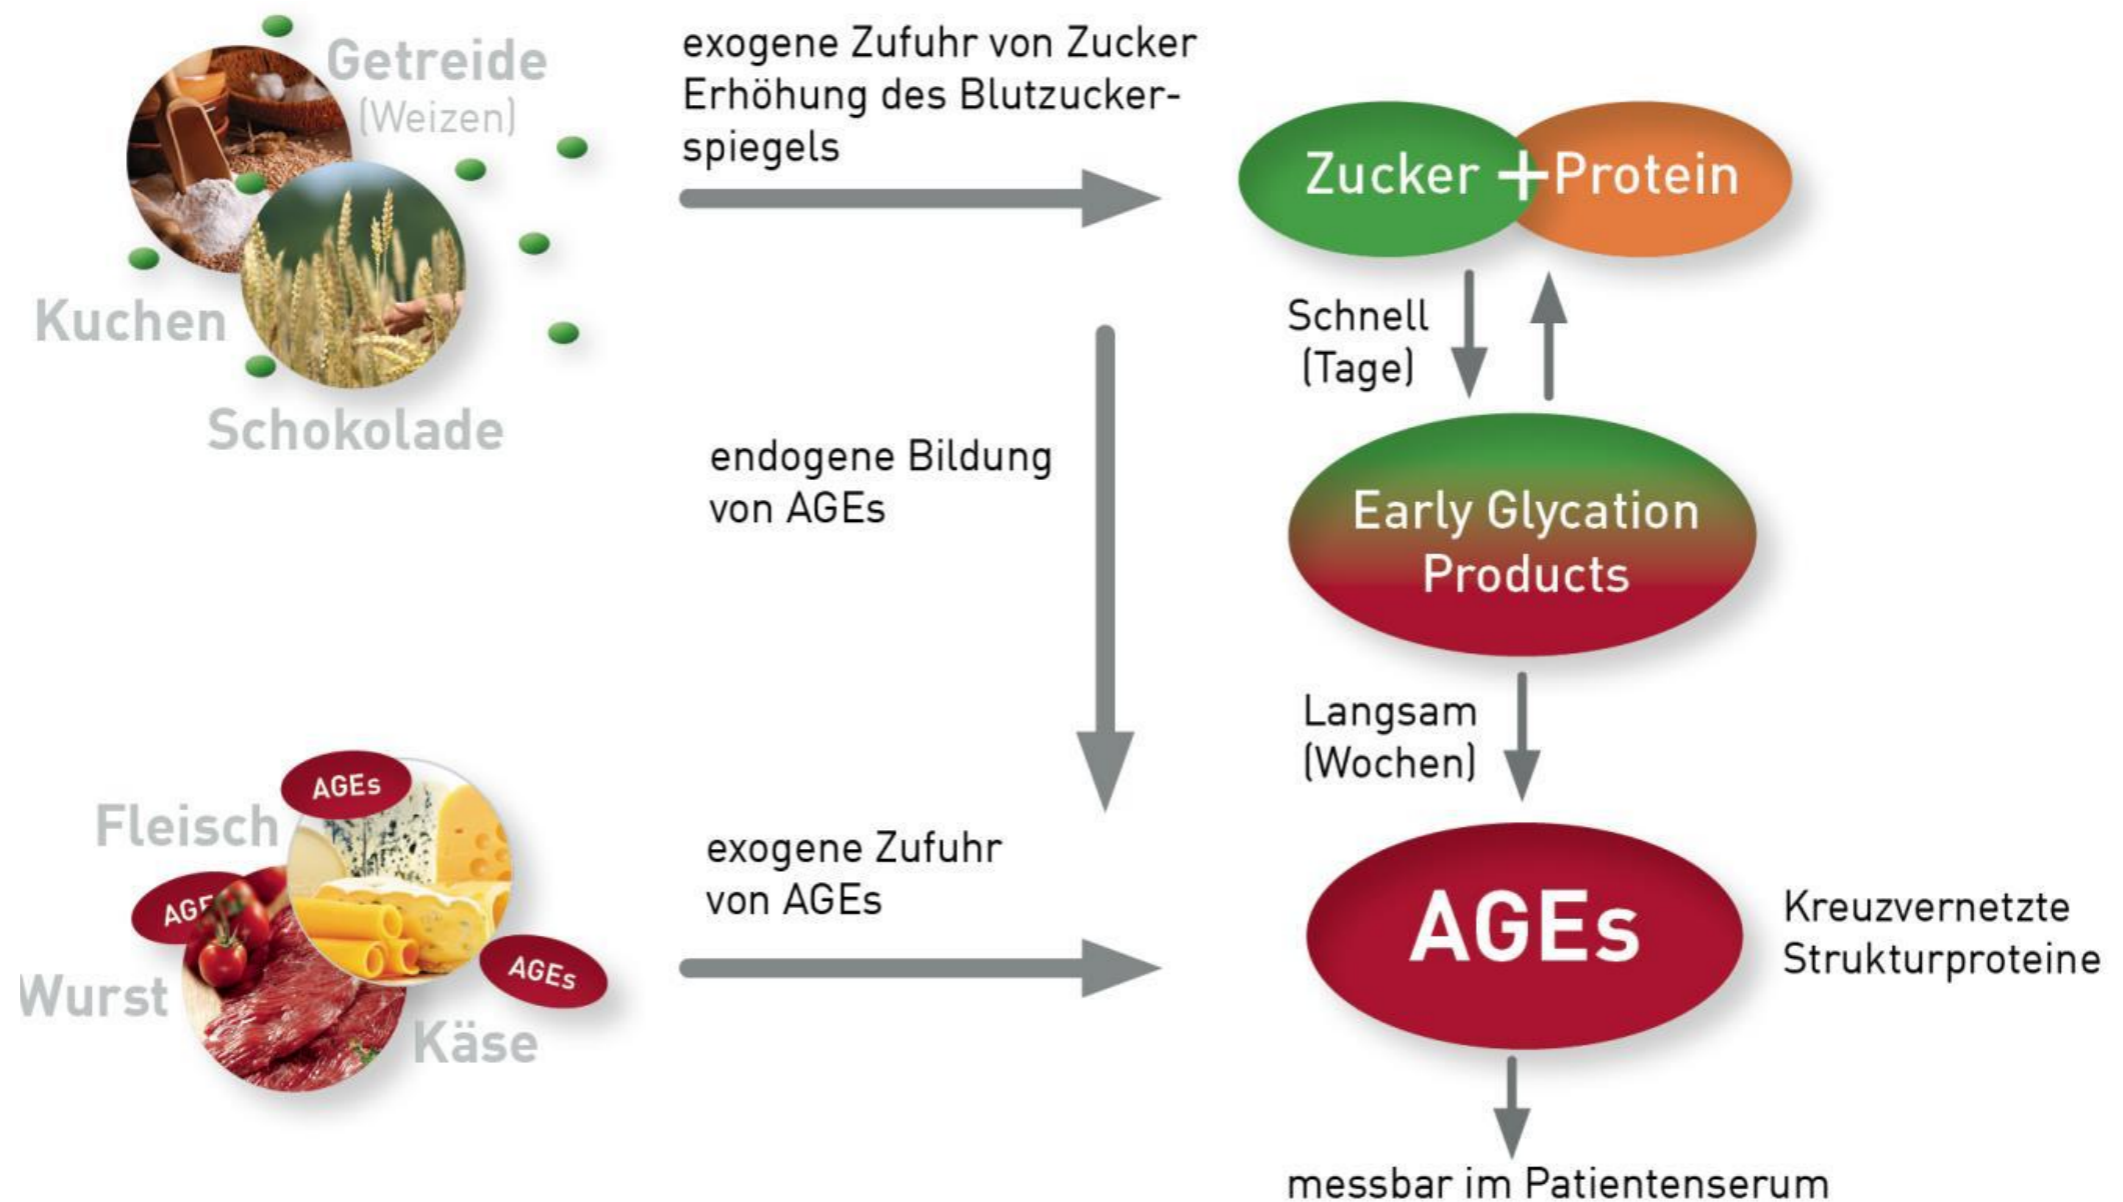 Getreide
(Weizen)
Kuchen
Schokolade
exogene Zufuhr von Zucker
Erhöhung des Blutzucker-
spiegels
Zucker + Protein
Schnell
(Tage)
endogene Bildung
von AGEs
Early Glycation
Products
Langsam
(Wochen)
AGEs
Fleisch
AGE
Wurst
AGEs
Käse
exogene Zufuhr
von AGEs
AGEs
Kreuzvernetzte
Strukturproteine
messbar im Patientenserum